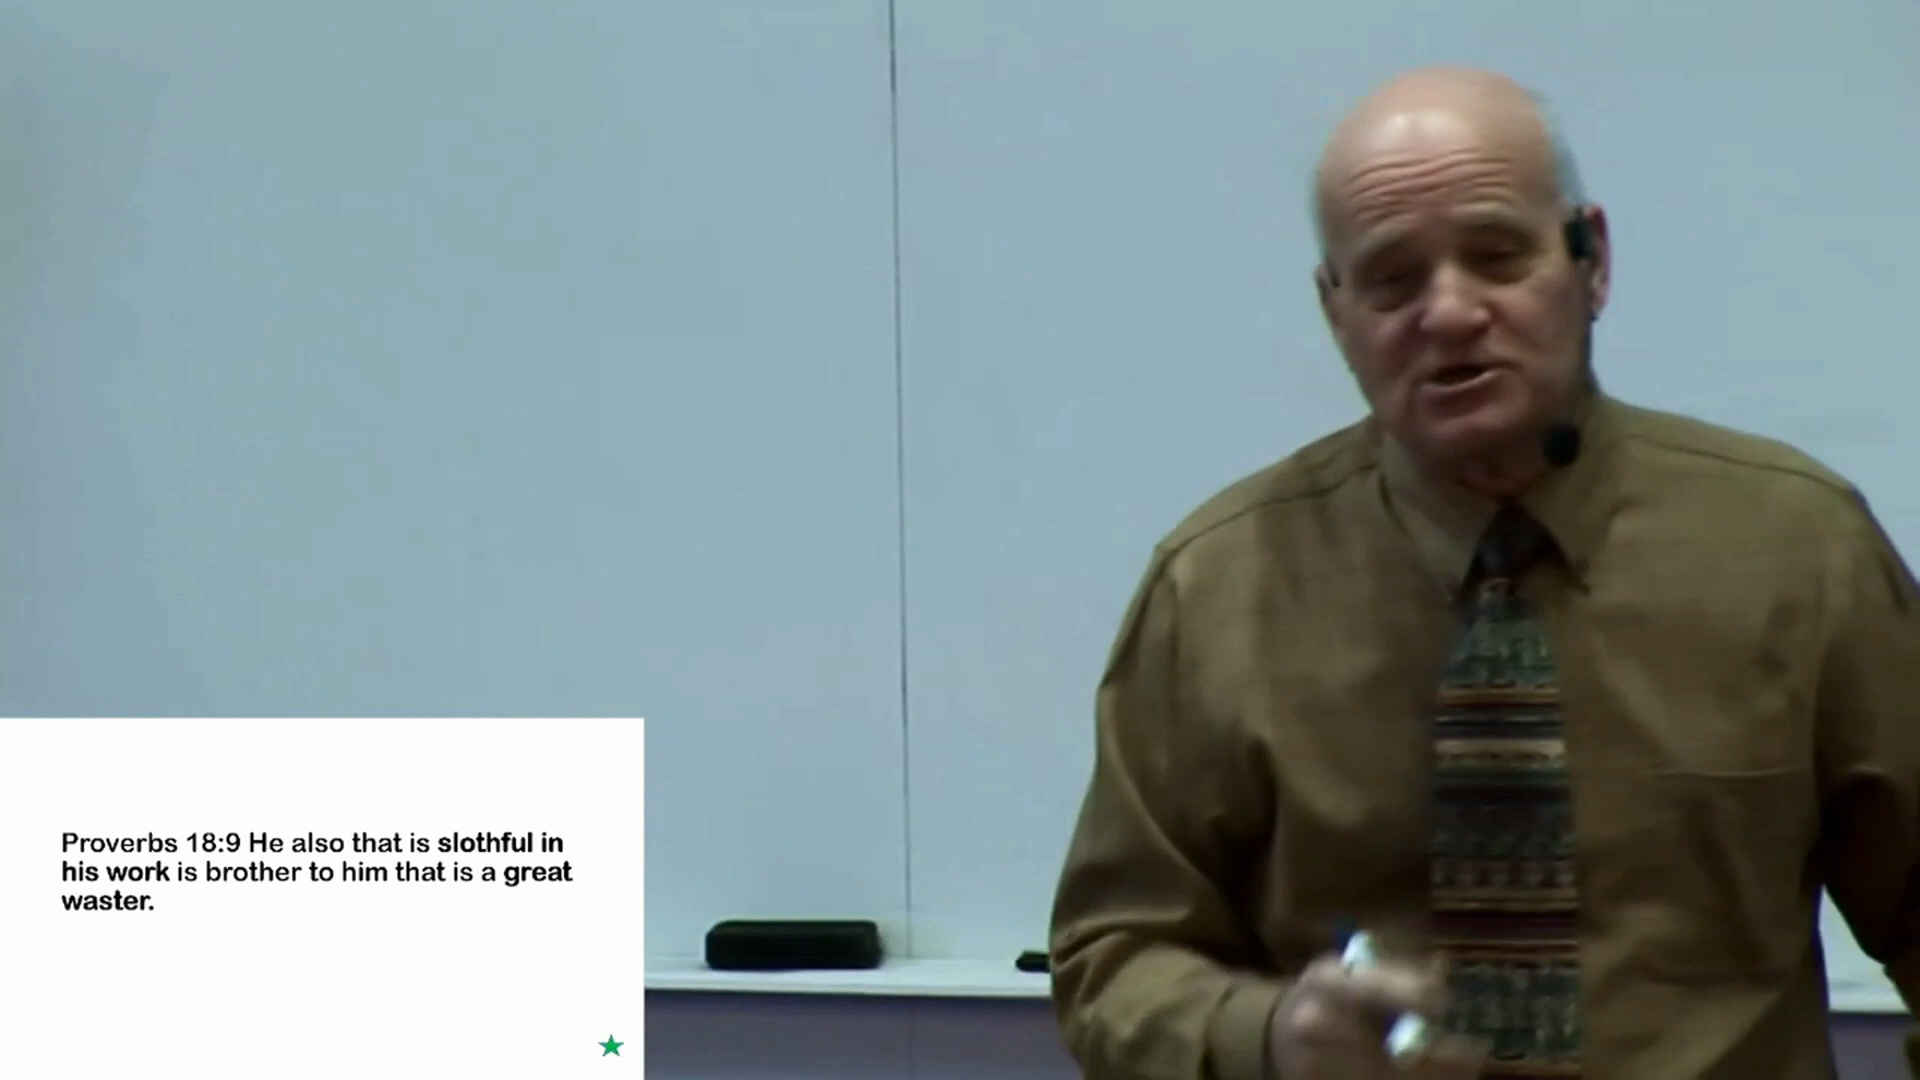 Proverbs 18:9 He also that is slothful in
his work is brother to him that is a great
waster.